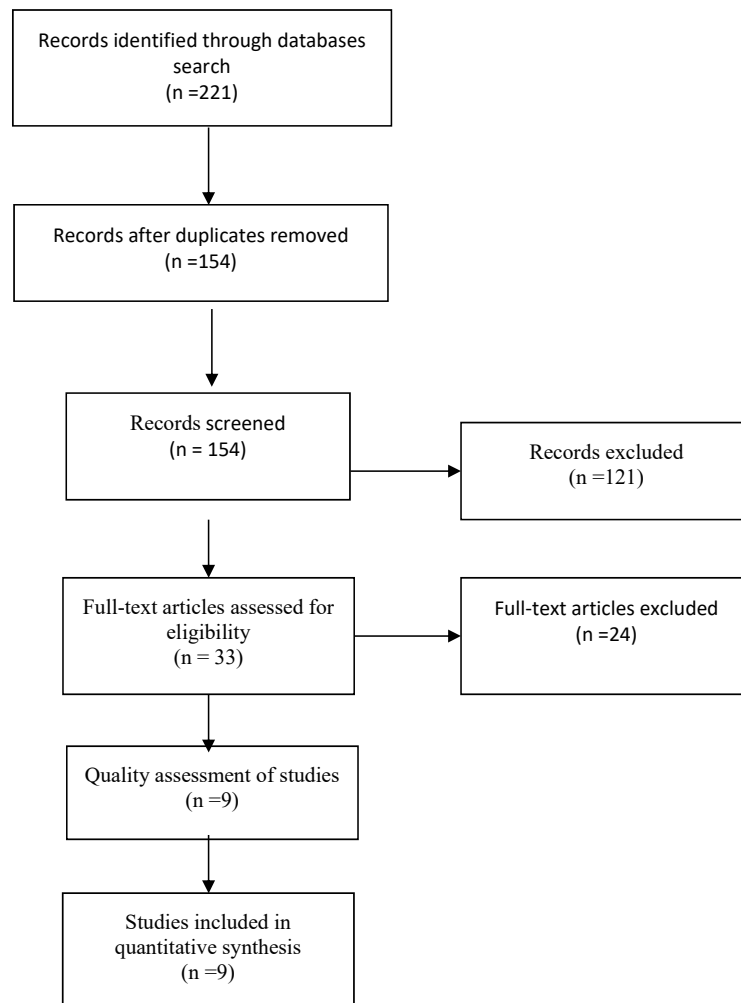 Records identified through databases
search
(n =221)
Records after duplicates removed
(n =154)
Records screened
(n = 154)
Records excluded
(n =121)
Full-text articles assessed for
eligibility
(n = 33)
Full-text articles excluded
(n =24)
Quality assessment of studies
(n =9)
Studies included in
quantitative synthesis
(n =9)